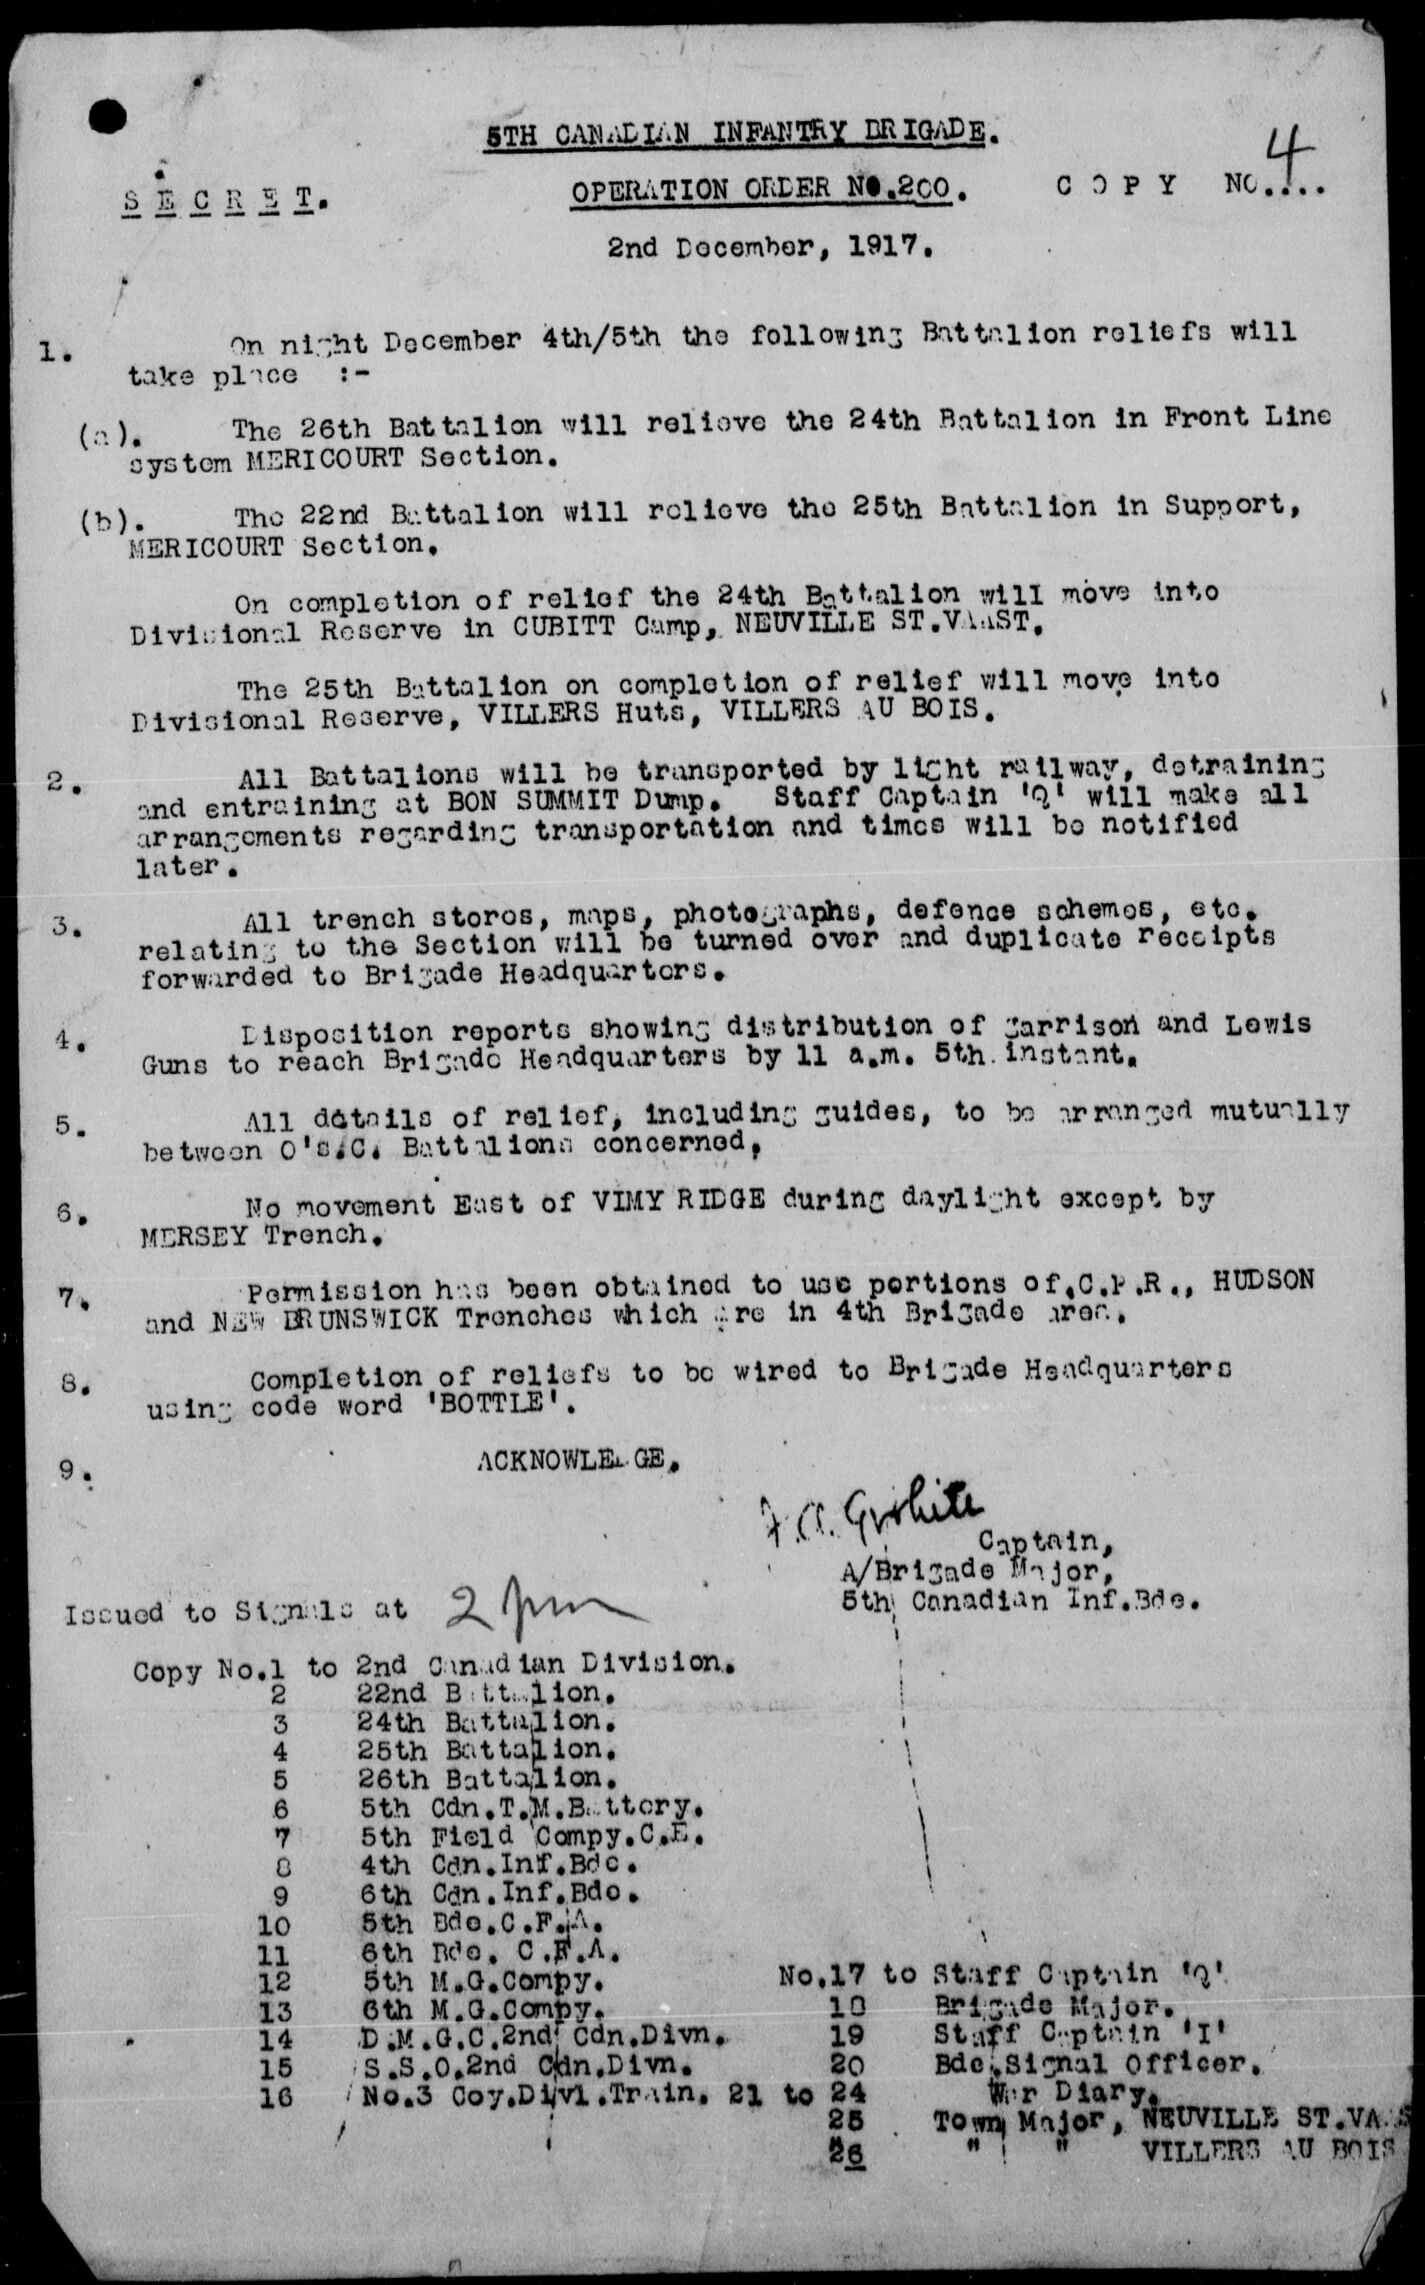 5TH CANADIAN INFANTRY BRIGADE.
SECRET.
OPERATION ORDER NO.200.
COPY NO....
4
2nd December, 1917.
1. On night December 4th/5th the following Battalion reliefs will
take place :-
(a). The 26th Battalion will relieve the 24th Battalion in Front Line
system MERICOURT Section.
(b). The 22nd Battalion will relieve the 25th Battalion in Support,
MERICOURT Section.
On completion of relief the 24th Battalion will move into
Divisional Reserve in CUBITT Camp, NEUVILLE ST.VAAST.
The 25th Battalion on completion of relief will move into
Divisional Reserve, VILLERS Huts, VILLERS AU BOIS.
2. All Battalions will be transported by light railway, detraining
and entraining at BON SUMMIT Dump. Staff Captain 'Q' will make all
arrangements regarding transportation and times will be notified
later.
3. All trench stores, maps, photographs, defence schemes, etc.
relating to the Section will be turned over and duplicate receipts
forwarded to Brigade Headquarters.
4. Disposition reports showing distribution of garrison and Lewis
Guns to reach Brigade Headquarters by 11 a.m. 5th.instant.
5. All details of relief, including guides, to be arranged mutually
between O's.C. Battalions concerned.
6. No movement East of VIMY RIDGE during daylight except by
MERSEY Trench.
7. Permission has been obtained to use portions of.C.P.R., HUDSON
and NEW BRUNSWICK Trenches which are in 4th Brigade area.
8. Completion of reliefs to be wired to Brigade Headquarters
using code word 'BOTTLE'.
9. ACKNOWLEDGE.
Captain,
A/Brigade Major,
5th Canadian Inf.Bde.
Issued to Signals at 2 pm
Copy No.1 to 2nd Canadian Division.
2 22nd Battalion.
3 24th Battalion.
4 25th Battalion.
5 26th Battalion.
6 5th Cdn.T.M.Battery.
7 5th Field Compy.C.E.
8 4th Cdn.Inf.Bde.
9 6th Cdn.Inf.Bde.
10 5th Bde.C.F.A.
11 6th Bde. C.F.A.
12 5th M.G.Compy.
13 6th M.G.Compy.
14 D.M.G.C.2nd Cdn.Divn.
15 S.S.O.2nd Cdn.Divn.
16 No.3 Coy.Divl.Train.
No.17 to Staff Captain 'Q'
18 Brigade Major.
19 Staff Captain 'I'
20 Bde.Signal Officer.
21 to 24 War Diary.
25 Town Major, NEUVILLE ST.VAAS
26 " " VILLERS AU BOIS